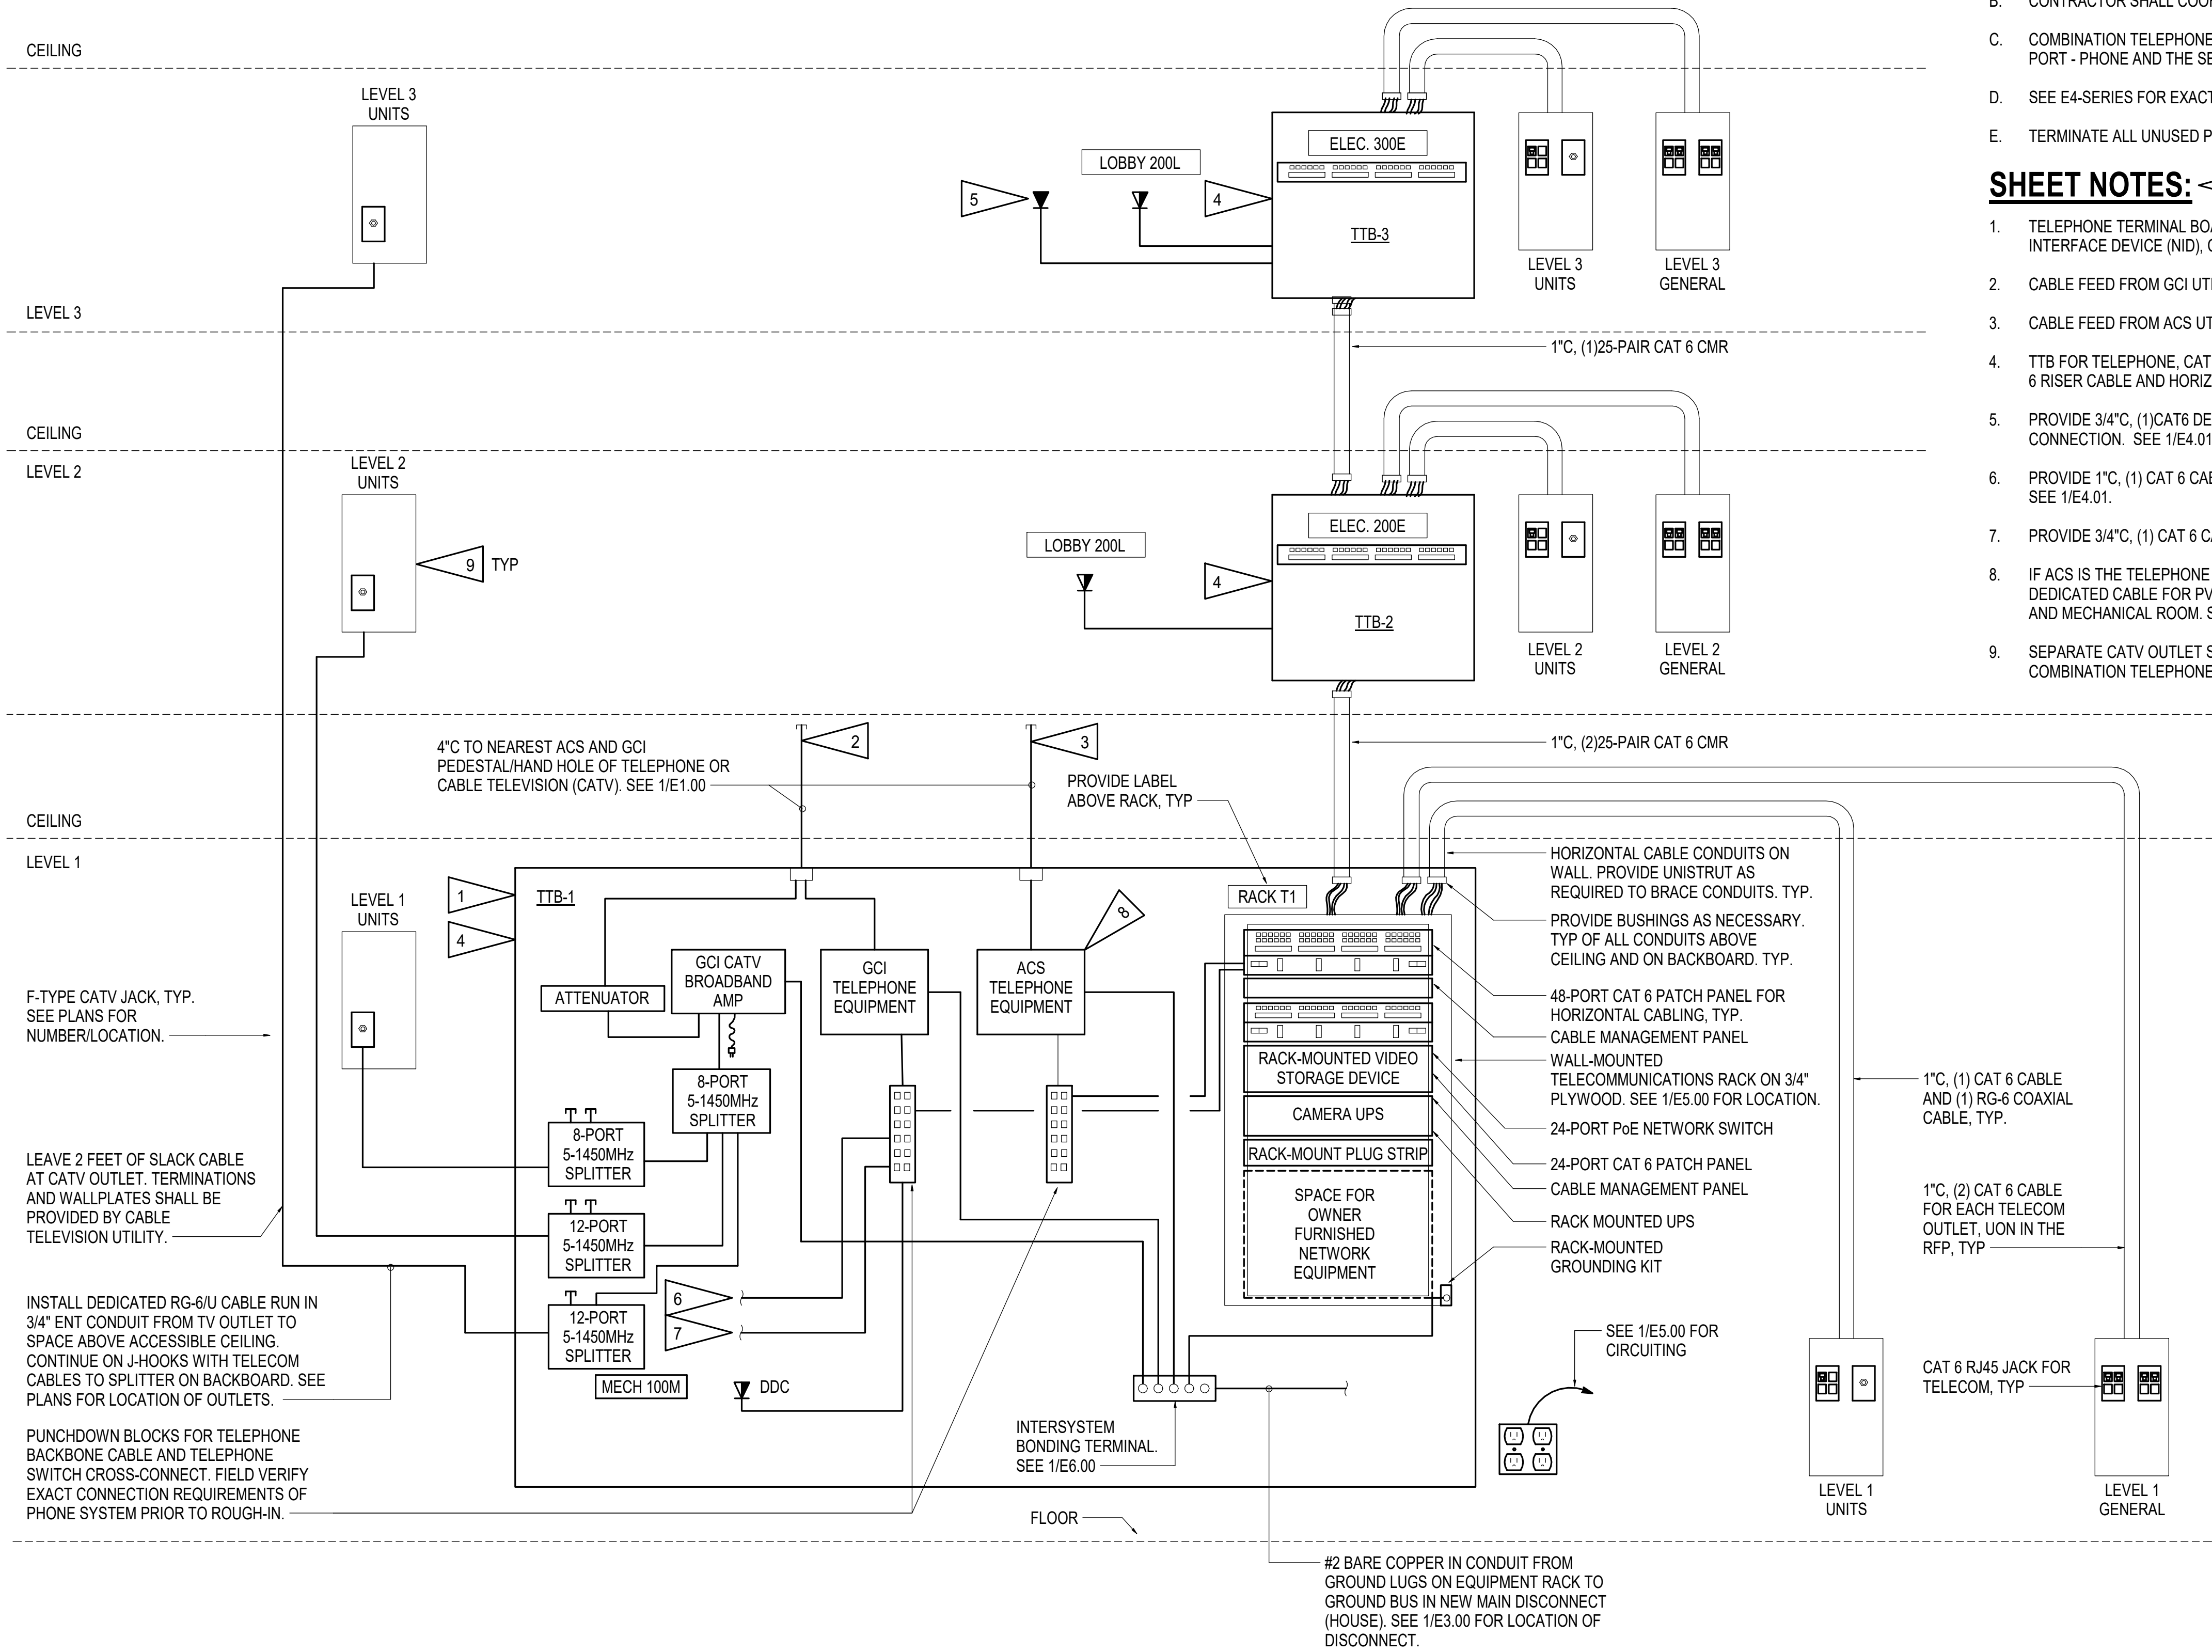 CEILING
LEVEL 3
UNITS
LEVEL 3
LOBBY 200L
5
4
ELEC. 300E
TTB-3
LEVEL 3
UNITS
LEVEL 3
GENERAL
1"C, (1)25-PAIR CAT 6 CMR
CEILING
LEVEL 2
LEVEL 2
UNITS
9 TYP
LOBBY 200L
4
ELEC. 200E
TTB-2
LEVEL 2
UNITS
LEVEL 2
GENERAL
1"C, (2)25-PAIR CAT 6 CMR
4"C TO NEAREST ACS AND GCI
PEDESTAL/HAND HOLE OF TELEPHONE OR
CABLE TELEVISION (CATV). SEE 1/E1.00
2
3
PROVIDE LABEL
ABOVE RACK, TYP
CEILING
LEVEL 1
LEVEL 1
UNITS
1
4
TTB-1
8
RACK T1
GCI CATV
BROADBAND
AMP
ATTENUATOR
GCI
TELEPHONE
EQUIPMENT
ACS
TELEPHONE
EQUIPMENT
8-PORT
5-1450MHz
SPLITTER
8-PORT
5-1450MHz
SPLITTER
12-PORT
5-1450MHz
SPLITTER
12-PORT
5-1450MHz
SPLITTER
6
7
MECH 100M
DDC
RACK-MOUNTED VIDEO
STORAGE DEVICE
CAMERA UPS
RACK-MOUNT PLUG STRIP
SPACE FOR
OWNER
FURNISHED
NETWORK
EQUIPMENT
INTERSYSTEM
BONDING TERMINAL.
SEE 1/E6.00
HORIZONTAL CABLE CONDUITS ON
WALL. PROVIDE UNISTRUT AS
REQUIRED TO BRACE CONDUITS. TYP.
PROVIDE BUSHINGS AS NECESSARY.
TYP OF ALL CONDUITS ABOVE
CEILING AND ON BACKBOARD. TYP.
48-PORT CAT 6 PATCH PANEL FOR
HORIZONTAL CABLING, TYP.
CABLE MANAGEMENT PANEL
WALL-MOUNTED
TELECOMMUNICATIONS RACK ON 3/4"
PLYWOOD. SEE 1/E5.00 FOR LOCATION.
24-PORT PoE NETWORK SWITCH
24-PORT CAT 6 PATCH PANEL
CABLE MANAGEMENT PANEL
RACK MOUNTED UPS
RACK-MOUNTED
GROUNDING KIT
SEE 1/E5.00 FOR
CIRCUITING
1"C, (1) CAT 6 CABLE
AND (1) RG-6 COAXIAL
CABLE, TYP.
1"C, (2) CAT 6 CABLE
FOR EACH TELECOM
OUTLET, UON IN THE
RFP, TYP
CAT 6 RJ45 JACK FOR
TELECOM, TYP
LEVEL 1
UNITS
LEVEL 1
GENERAL
F-TYPE CATV JACK, TYP.
SEE PLANS FOR
NUMBER/LOCATION.
LEAVE 2 FEET OF SLACK CABLE
AT CATV OUTLET. TERMINATIONS
AND WALLPLATES SHALL BE
PROVIDED BY CABLE
TELEVISION UTILITY.
INSTALL DEDICATED RG-6/U CABLE RUN IN
3/4" ENT CONDUIT FROM TV OUTLET TO
SPACE ABOVE ACCESSIBLE CEILING.
CONTINUE ON J-HOOKS WITH TELECOM
CABLES TO SPLITTER ON BACKBOARD. SEE
PLANS FOR LOCATION OF OUTLETS.
PUNCHDOWN BLOCKS FOR TELEPHONE
BACKBONE CABLE AND TELEPHONE
SWITCH CROSS-CONNECT. FIELD VERIFY
EXACT CONNECTION REQUIREMENTS OF
PHONE SYSTEM PRIOR TO ROUGH-IN.
FLOOR
#2 BARE COPPER IN CONDUIT FROM
GROUND LUGS ON EQUIPMENT RACK TO
GROUND BUS IN NEW MAIN DISCONNECT
(HOUSE). SEE 1/E3.00 FOR LOCATION OF
DISCONNECT.
B. CONTRACTOR SHALL
C. COMBINATION TELEPHONE
PORT - PHONE AND THE
D. SEE E4-SERIES FOR EXACT
E. TERMINATE ALL UNUSED
SHEET NOTES:
1. TELEPHONE TERMINAL
INTERFACE DEVICE (NID),
2. CABLE FEED FROM GCI
3. CABLE FEED FROM ACS
4. TTB FOR TELEPHONE, CAT
6 RISER CABLE AND
5. PROVIDE 3/4"C, (1)CAT6
CONNECTION. SEE 1/E4.01
6. PROVIDE 1"C, (1) CAT 6
SEE 1/E4.01.
7. PROVIDE 3/4"C, (1) CAT 6
8. IF ACS IS THE TELEPHONE
DEDICATED CABLE FOR
AND MECHANICAL ROOM.
9. SEPARATE CATV OUTLET
COMBINATION TELEPHONE